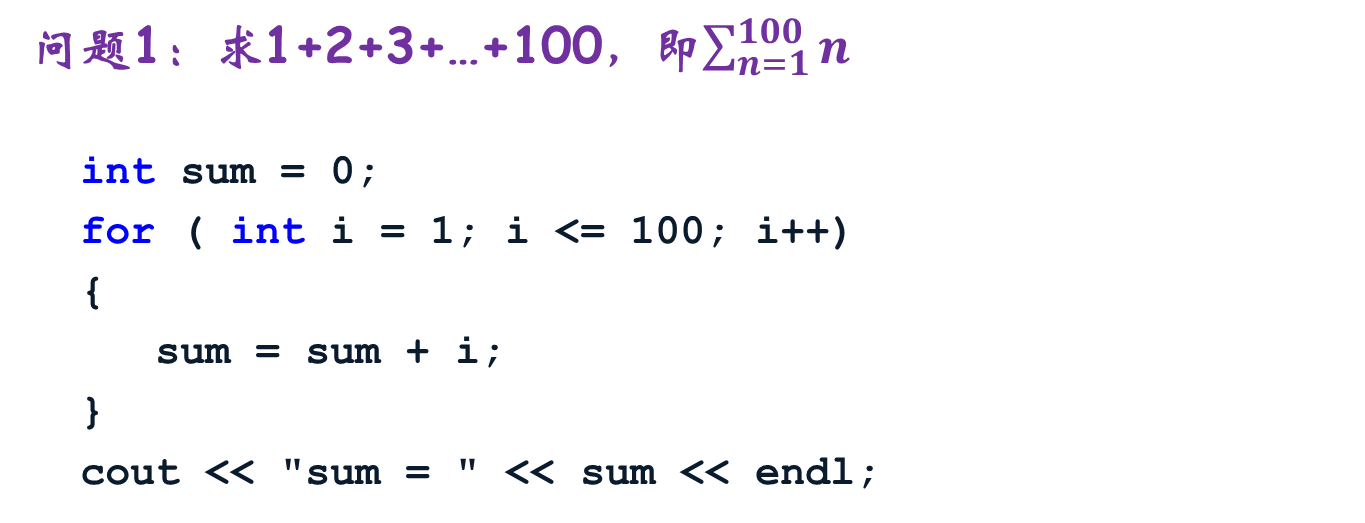 问题1：求1+2+3+…+100，即∑_{n=1}^{100} n
int sum = 0;
for ( int i = 1; i <= 100; i++)
{
   sum = sum + i;
}
cout << "sum = " << sum << endl;